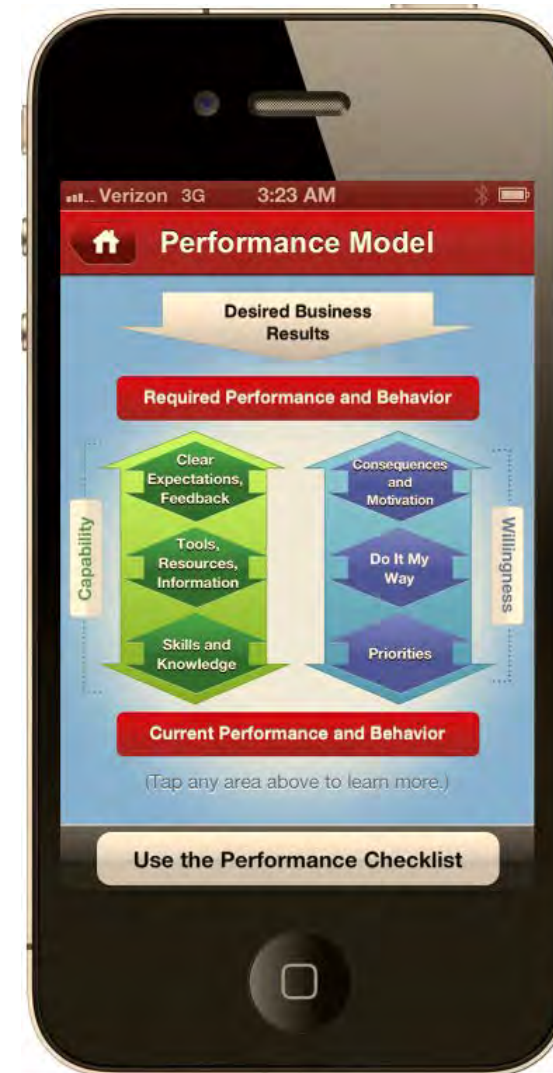 Verizon 3G 3:23 AM
Performance Model
Desired Business
Results
Required Performance and Behavior
Capability
Clear
Expectations,
Feedback
Tools,
Resources,
Information
Skills and
Knowledge
Consequences
and
Motivation
Do It My
Way
Priorities
Willingness
Current Performance and Behavior
(Tap any area above to learn more.)
Use the Performance Checklist